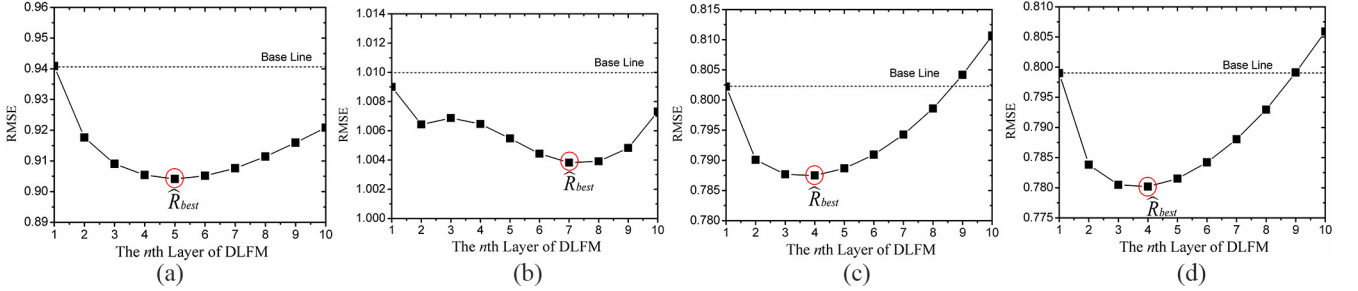 0.96
0.95
0.94
0.93
0.92
0.91
0.90
0.89
RMSE
Base Line
R̂best
1 2 3 4 5 6 7 8 9 10
The nth Layer of DLFM
(a)
1.014
1.012
1.010
1.008
1.006
1.004
1.002
1.000
RMSE
Base Line
R̂best
1 2 3 4 5 6 7 8 9 10
The nth Layer of DLFM
(b)
0.815
0.810
0.805
0.800
0.795
0.790
0.785
0.780
RMSE
Base Line
R̂best
1 2 3 4 5 6 7 8 9 10
The nth Layer of DLFM
(c)
0.810
0.805
0.800
0.795
0.790
0.785
0.780
0.775
RMSE
Base Line
R̂best
1 2 3 4 5 6 7 8 9 10
The nth Layer of DLFM
(d)